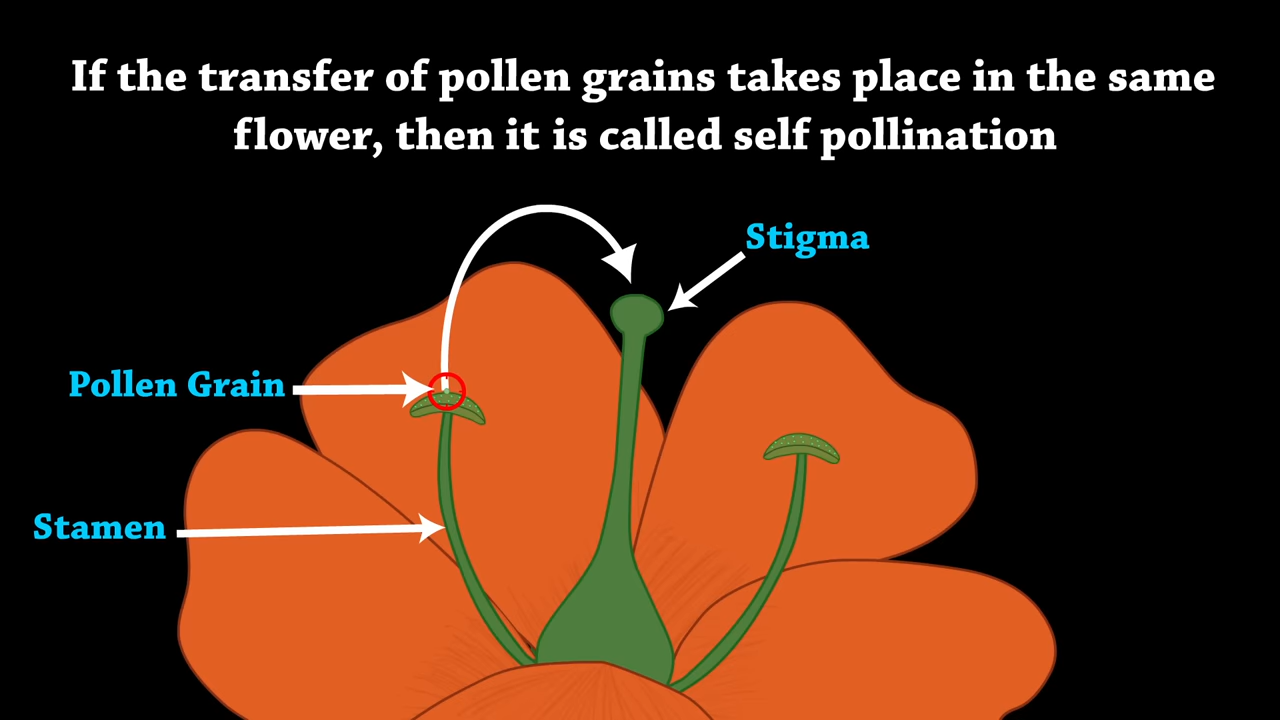 If the transfer of pollen grains takes place in the same
flower, then it is called self pollination
Stigma
Pollen Grain
Stamen